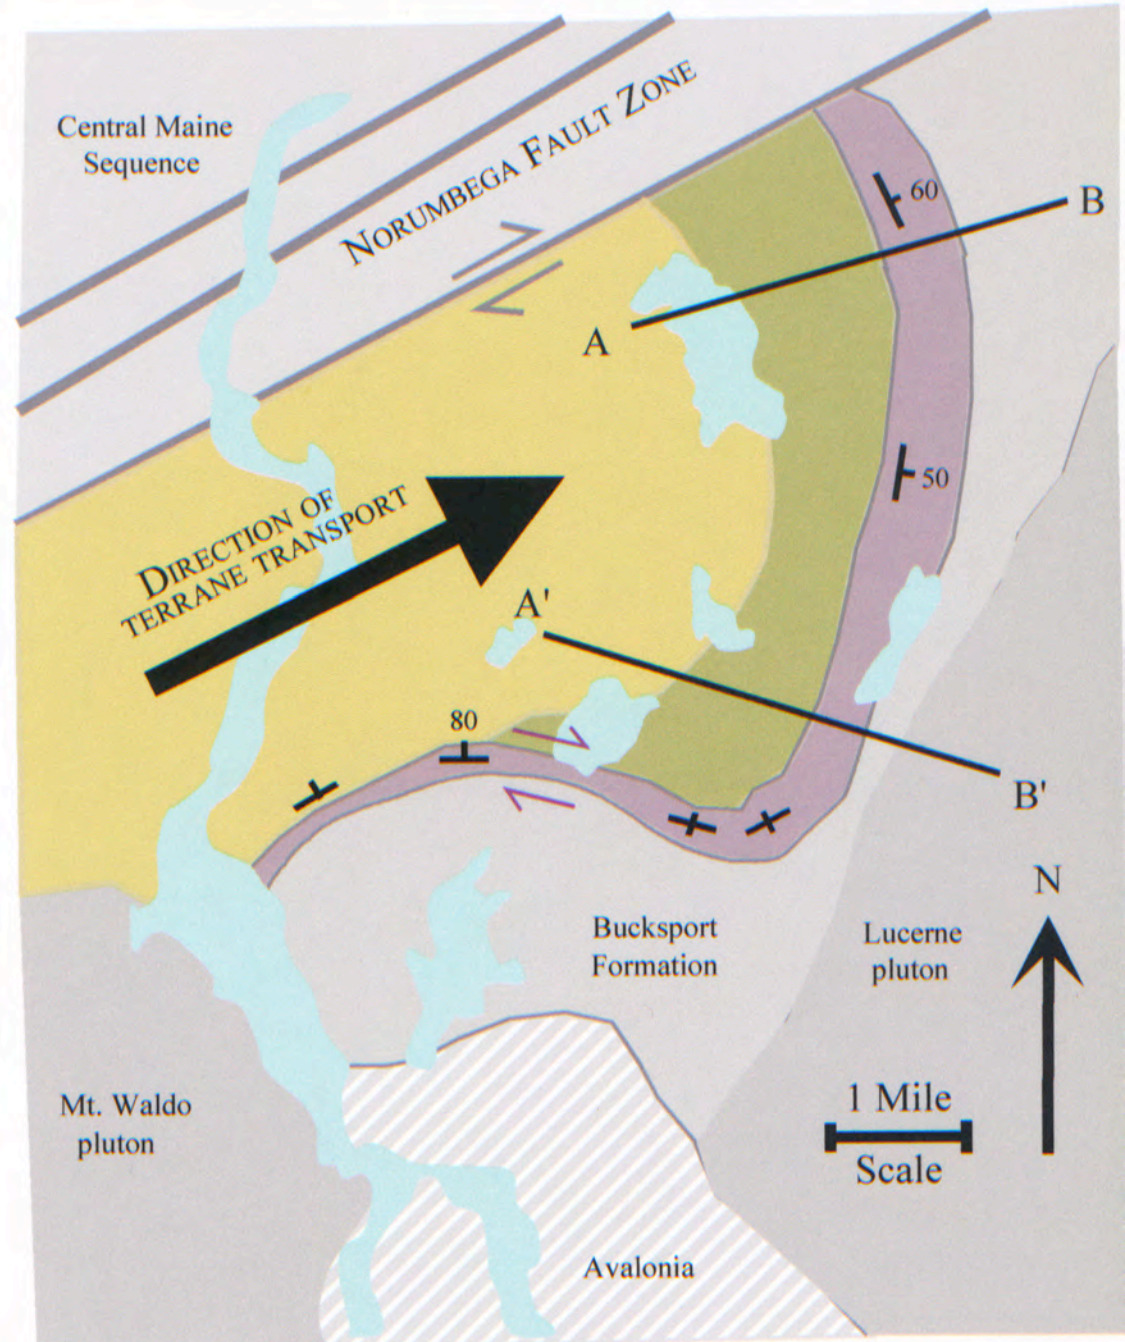 Central Maine
Sequence
NORUMBEGA FAULT ZONE
60
B
A
50
DIRECTION OF
TERRANE TRANSPORT
A'
80
B'
N
Bucksport
Formation
Lucerne
pluton
Mt. Waldo
pluton
1 Mile
Scale
Avalonia